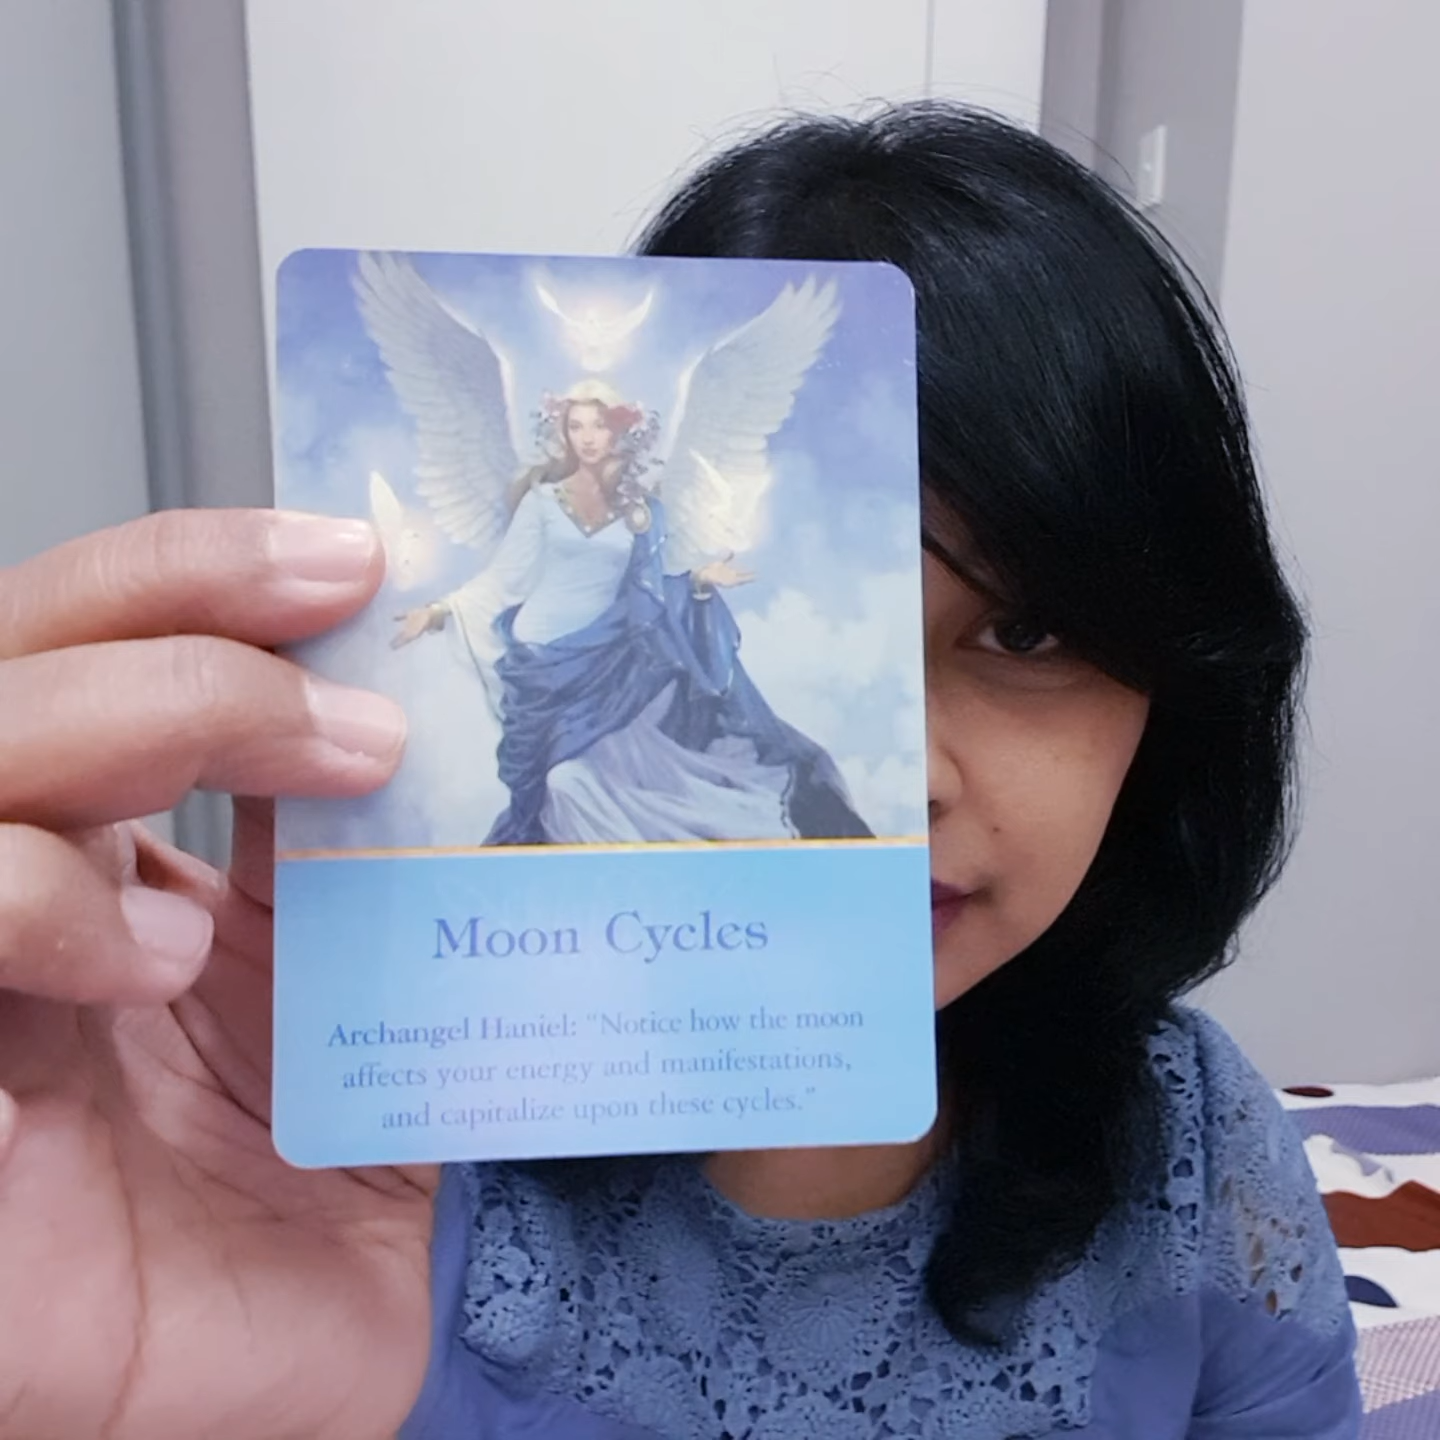 Moon Cycles
Archangel Haniel: "Notice how the moon
affects your energy and manifestations,
and capitalize upon these cycles."